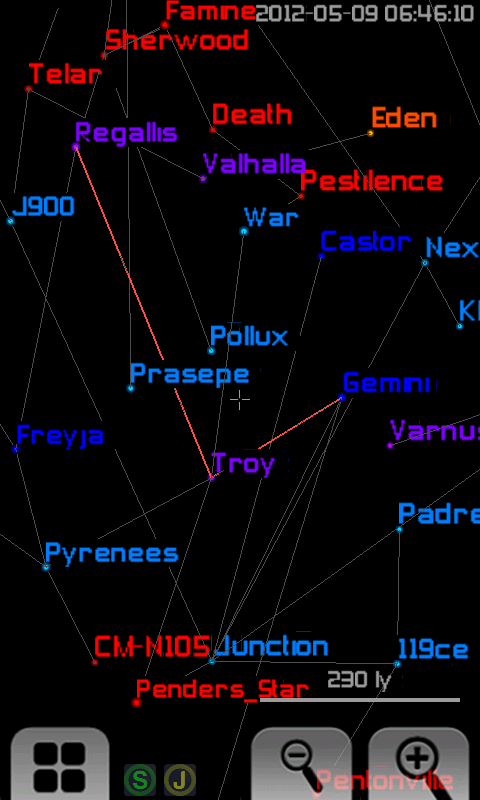 Famine
2012-05-09 06:46:10
Sherwood
Telar
Death
Eden
Regallis
Valhalla
Pestilence
J900
War
Castor
Nex
Pollux
Prasepe
Gemini
Freyja
Varnus
Troy
Padre
Pyrenees
CM-N105
Junction
119ce
230 ly
Penders_Star
S
J
Pentonville